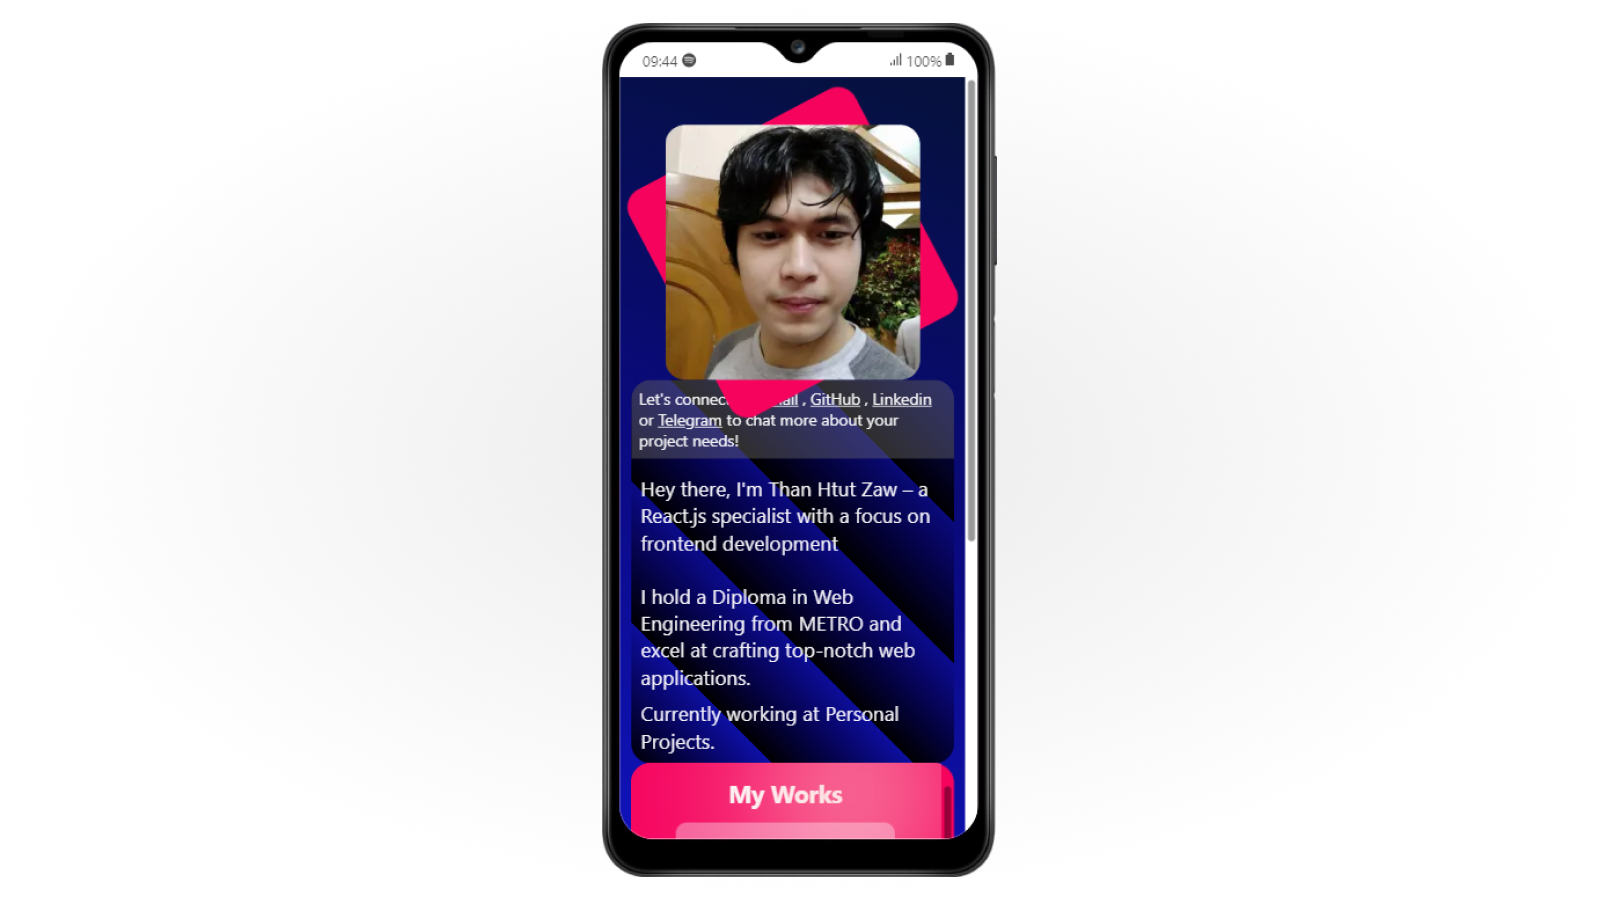 09:44 100%
Let's connec , GitHub , Linkedin
or Telegram to chat more about your
project needs!
Hey there, I'm Than Htut Zaw – a
React.js specialist with a focus on
frontend development
I hold a Diploma in Web
Engineering from METRO and
excel at crafting top-notch web
applications.
Currently working at Personal
Projects.
My Works